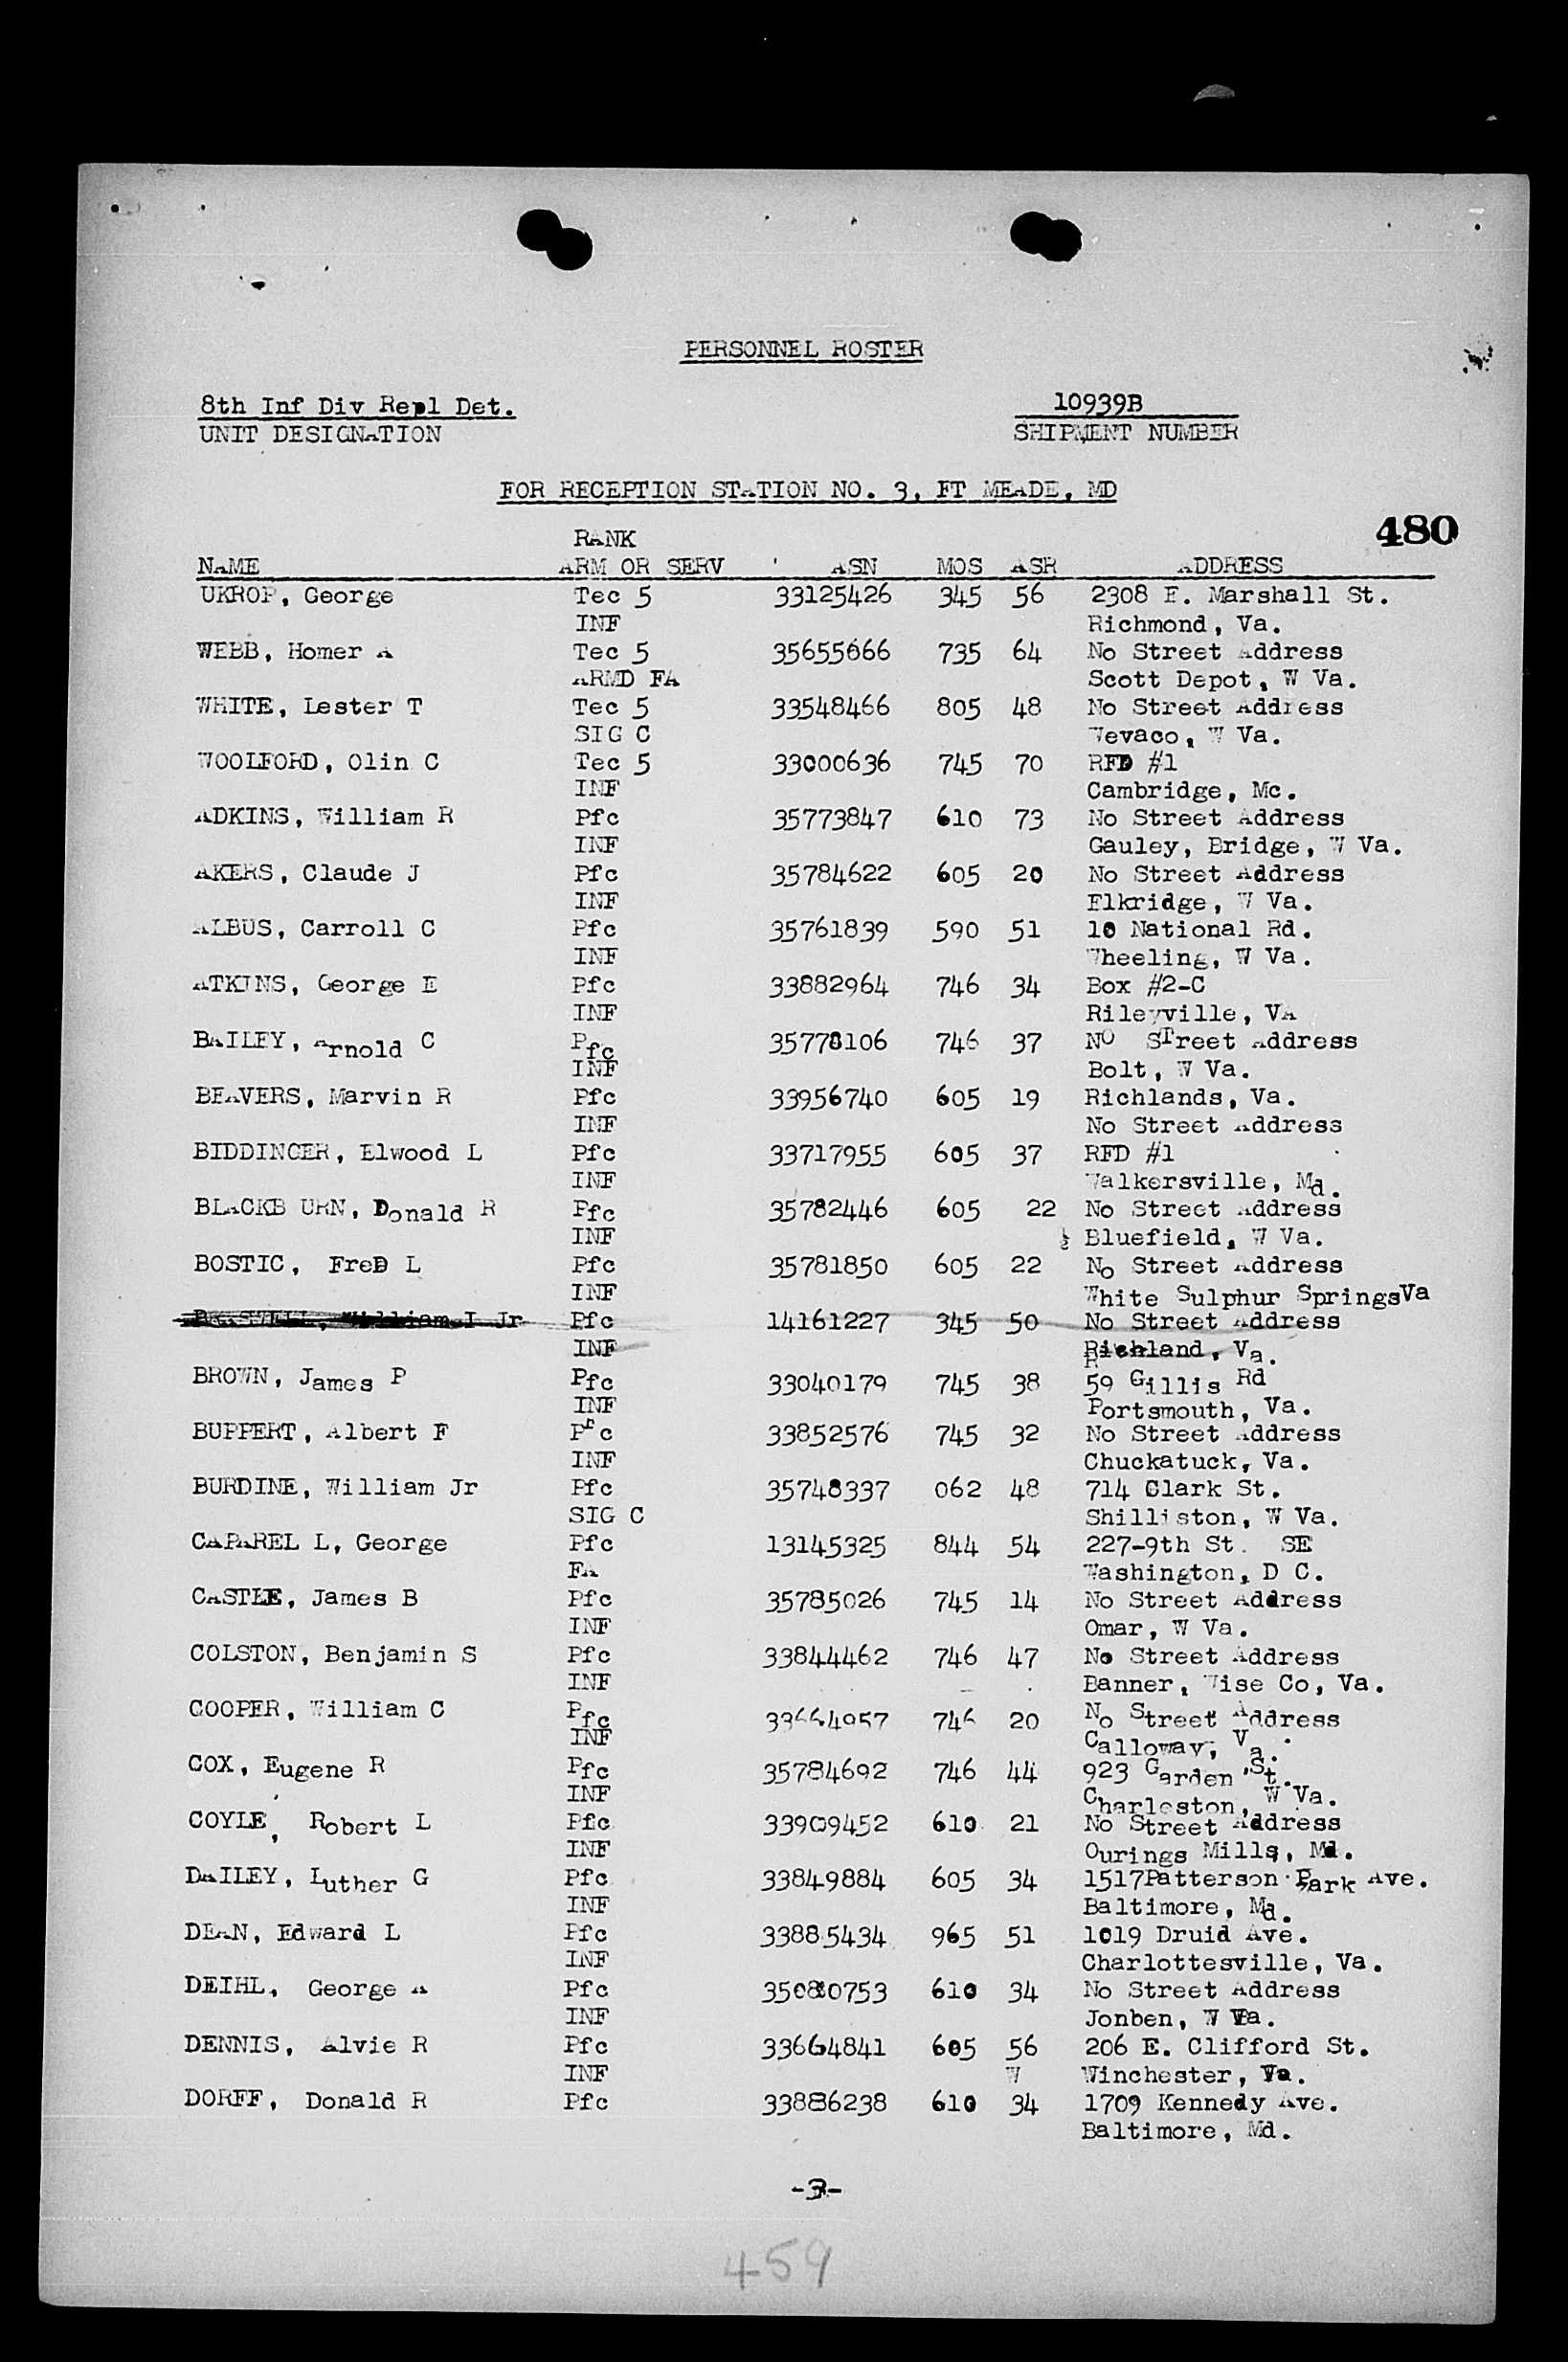 PERSONNEL ROSTER
8th Inf Div Repl Det. 10939B
UNIT DESIGNATION SHIPMENT NUMBER
FOR RECEPTION STATION NO. 3, FT MEADE, MD
RANK 480
NAME ARM OR SERV ASN MOS ASR ADDRESS
UKROP, George Tec 5 33125426 345 56 2308 E. Marshall St.
INF Richmond, Va.
WEBB, Homer A Tec 5 35655666 735 64 No Street Address
ARMD FA Scott Depot, W Va.
WHITE, Lester T Tec 5 33548466 805 48 No Street Address
SIG C Wevaco, W Va.
WOOLFORD, Olin C Tec 5 33000636 745 70 RFD #1
INF Cambridge, Mc.
ADKINS, William R Pfc 35773847 610 73 No Street Address
INF Gauley, Bridge, W Va.
AKERS, Claude J Pfc 35784622 605 20 No Street Address
INF Elkridge, W Va.
ALBUS, Carroll C Pfc 35761839 590 51 10 National Rd.
INF Wheeling, W Va.
ATKINS, George E Pfc 33882964 746 34 Box #2-C
INF Rileyville, VA
BAILEY, Arnold C Pfc 35778106 746 37 NO STreet Address
INF Bolt, W Va.
BEAVERS, Marvin R Pfc 33956740 605 19 Richlands, Va.
INF No Street Address
BIDDINGER, Elwood L Pfc 33717955 605 37 RFD #1
INF Walkersville, Md.
BLACKB URN, Donald R Pfc 35782446 605 22 No Street Address
INF ½ Bluefield, W Va.
BOSTIC, FreD L Pfc 35781850 605 22 No Street Address
INF White Sulphur SpringsVa
William I Jr Pfc 14161227 345 50 No Street Address
INF Richland, Va.
BROWN, James P Pfc 33040179 745 38 59 Gillis Rd
INF Portsmouth, Va.
BUPPERT, Albert F Pfc 33852576 745 32 No Street Address
INF Chuckatuck, Va.
BURDINE, William Jr Pfc 35748337 062 48 714 Clark St.
SIG C Shilliston, W Va.
CAPAREL L, George Pfc 13145325 844 54 227-9th St. SE
FA Washington, D C.
CASTLE, James B Pfc 35785026 745 14 No Street Address
INF Omar, W Va.
COLSTON, Benjamin S Pfc 33844462 746 47 No Street Address
INF Banner, Wise Co, Va.
COOPER, William C Pfc 33664957 746 20 No Street Address
INF Calloway, Va.
COX, Eugene R Pfc 35784692 746 44 923 Garden St.
INF Charleston, W Va.
COYLE, Robert L Pfc 33909452 610 21 No Street Address
INF Ourings Mills, Md.
DAILEY, Luther G Pfc 33849884 605 34 1517Patterson Park Ave.
INF Baltimore, Md.
DEAN, Edward L Pfc 33885434 965 51 1019 Druid Ave.
INF Charlottesville, Va.
DEIHL, George A Pfc 35080753 610 34 No Street Address
INF Jonben, W Va.
DENNIS, Alvie R Pfc 33664841 605 56 206 E. Clifford St.
INF W Winchester, Va.
DORFF, Donald R Pfc 33886238 610 34 1709 Kennedy Ave.
Baltimore, Md.
-3-
459